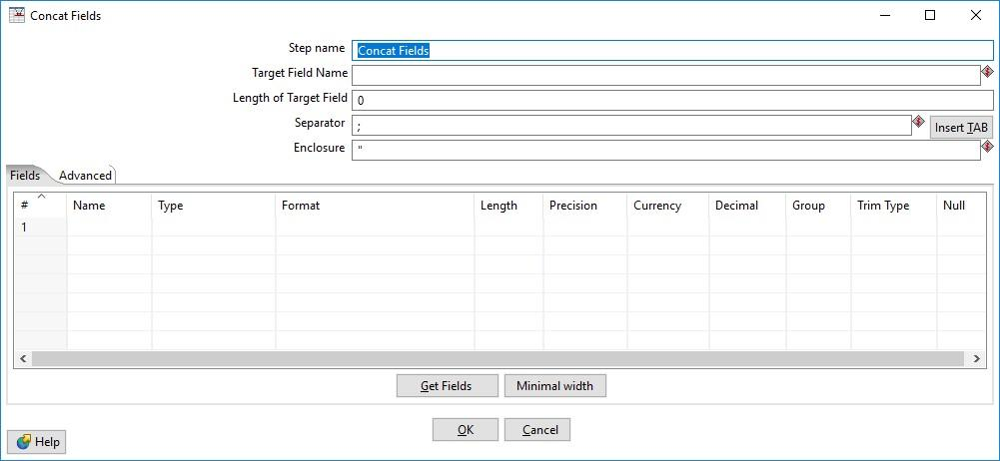 Concat Fields
Step name Concat Fields
Target Field Name
Length of Target Field 0
Separator ; Insert TAB
Enclosure "
Fields Advanced
# Name Type Format Length Precision Currency Decimal Group Trim Type Null
1
Get Fields Minimal width
OK Cancel
Help